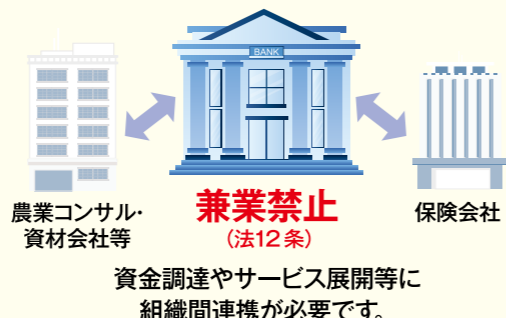 BANK
農業コンサル・
資材会社等
兼業禁止
(法12条)
保険会社
資金調達やサービス展開等に
組織間連携が必要です。